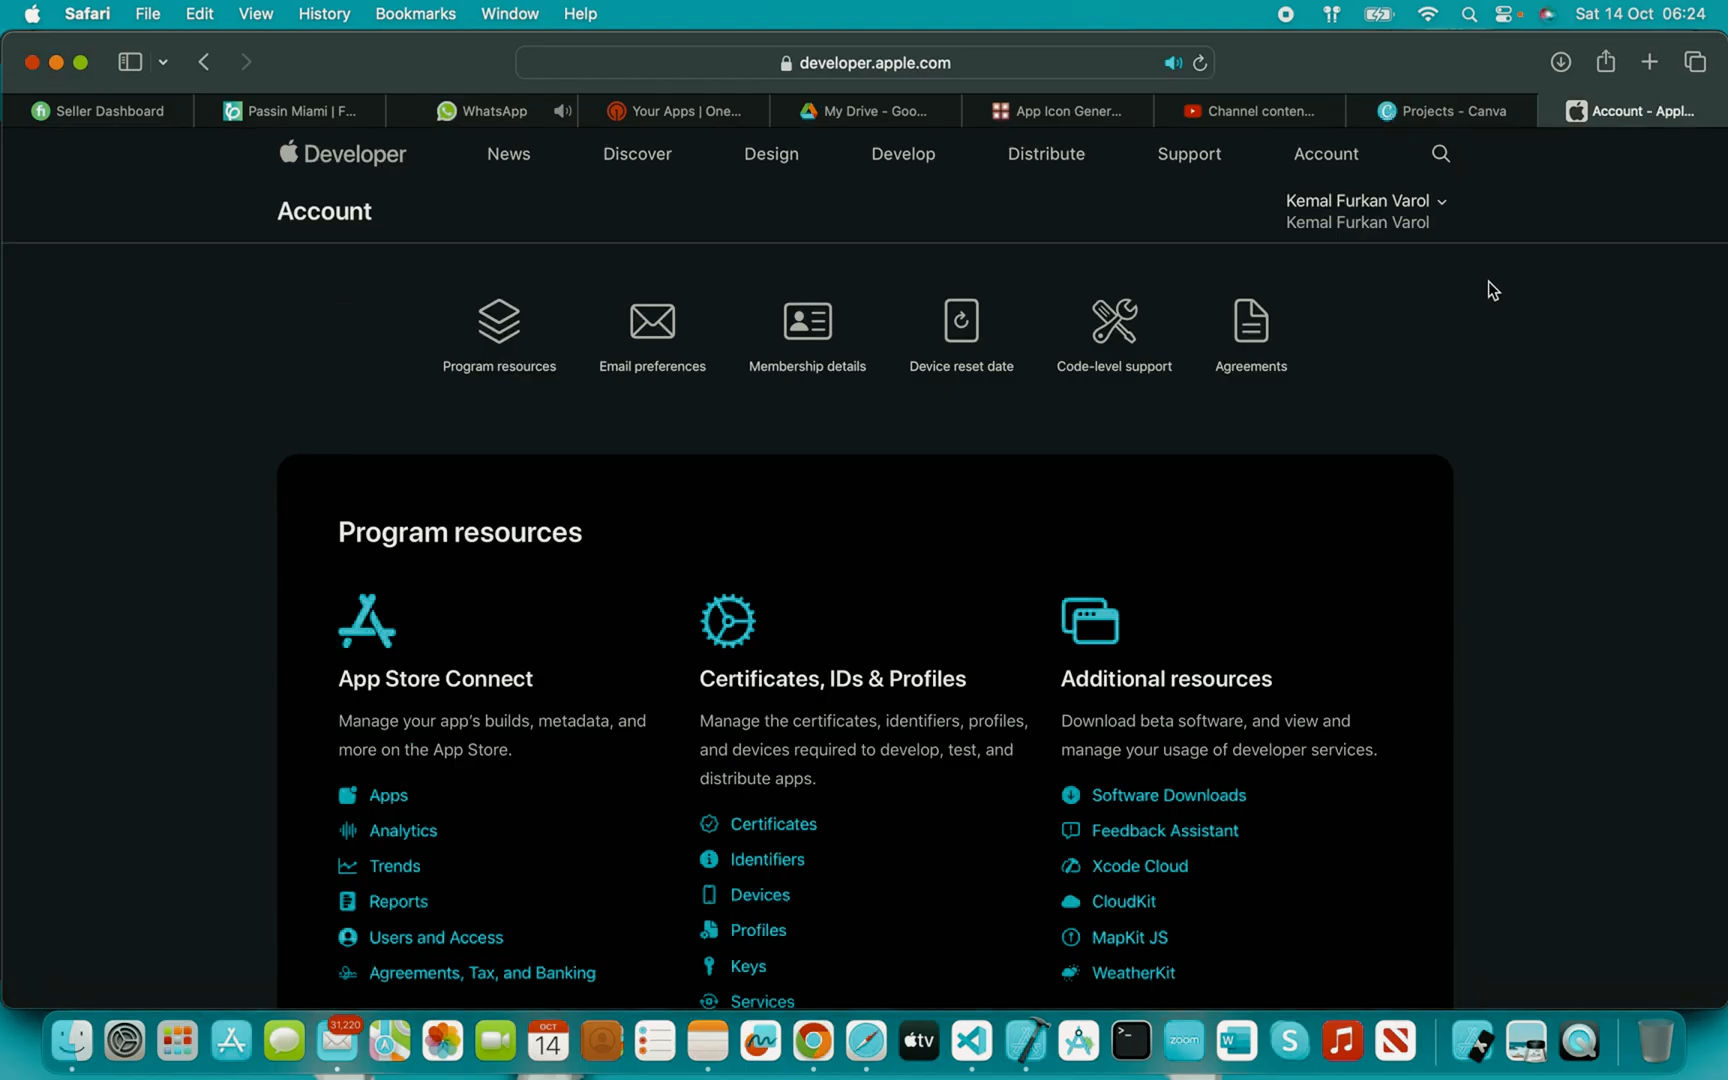 Safari File Edit View History Bookmarks Window Help Sat 14 Oct 06:24
developer.apple.com
Seller Dashboard Passin Miami | F... WhatsApp Your Apps | One... My Drive - Goo... App Icon Gener... Channel conten... Projects - Canva Account - Appl...
Developer News Discover Design Develop Distribute Support Account
Account
Kemal Furkan Varol
Kemal Furkan Varol
Program resources Email preferences Membership details Device reset date Code-level support Agreements
Program resources
App Store Connect
Manage your app's builds, metadata, and
more on the App Store.
Apps
Analytics
Trends
Reports
Users and Access
Agreements, Tax, and Banking
Certificates, IDs & Profiles
Manage the certificates, identifiers, profiles,
and devices required to develop, test, and
distribute apps.
Certificates
Identifiers
Devices
Profiles
Keys
Services
Additional resources
Download beta software, and view and
manage your usage of developer services.
Software Downloads
Feedback Assistant
Xcode Cloud
CloudKit
MapKit JS
WeatherKit
31,220
OCT
14
tv
zoom
W
S